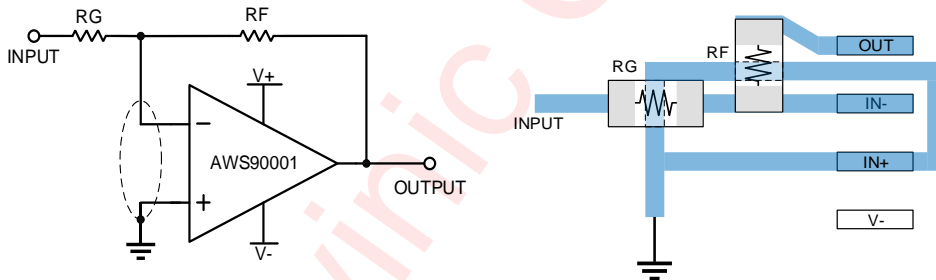 RG
RF
INPUT
V+
AWS90001
OUTPUT
V-
RF
OUT
RG
IN-
INPUT
IN+
V-